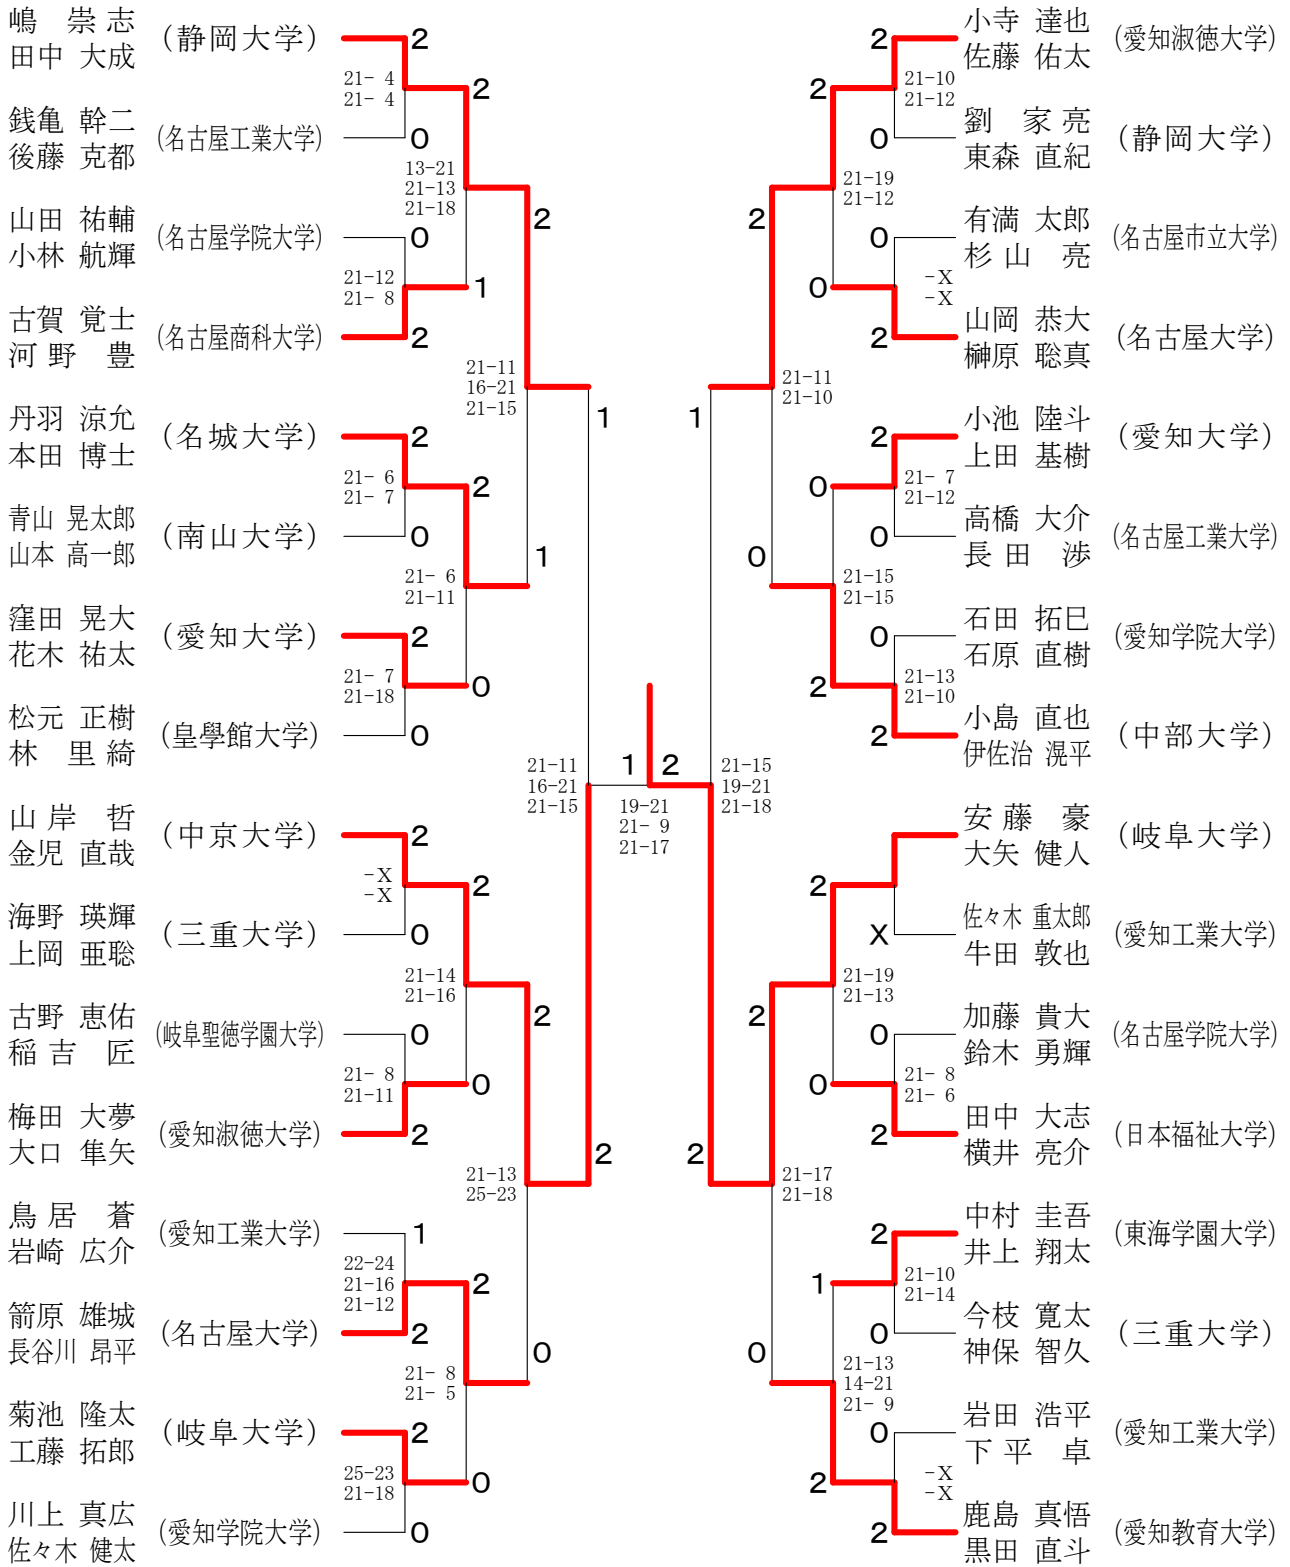 嶋 崇志
田中 大成
(静岡大学)
2
21- 4
21- 4
2
銭亀 幹二
後藤 克都
(名古屋工業大学)
0
13-21
21-13
21-18
2
山田 祐輔
小林 航輝
(名古屋学院大学)
0
21-12
21- 8
1
古賀 覚士
河野 豊
(名古屋商科大学)
2
21-11
16-21
21-15
1
丹羽 涼允
本田 博士
(名城大学)
2
21- 6
21- 7
2
青山 晃太郎
山本 高一郎
(南山大学)
0
21- 6
21-11
1
窪田 晃大
花木 祐太
(愛知大学)
2
21- 7
21-18
0
松元 正樹
林 里綺
(皇學館大学)
0
21-11
16-21
21-15
1
2
19-21
21- 9
21-17
山岸 哲
金児 直哉
(中京大学)
2
-X
-X
2
海野 瑛輝
上岡 亜聡
(三重大学)
0
21-14
21-16
2
古野 恵佑
稲吉 匠
(岐阜聖徳学園大学)
0
21- 8
21-11
0
梅田 大夢
大口 隼矢
(愛知淑徳大学)
2
21-13
25-23
2
鳥居 蒼
岩崎 広介
(愛知工業大学)
1
22-24
21-16
21-12
2
箭原 雄城
長谷川 昂平
(名古屋大学)
2
21- 8
21- 5
0
菊池 隆太
工藤 拓郎
(岐阜大学)
2
25-23
21-18
0
川上 真広
佐々木 健太
(愛知学院大学)
0
小寺 達也
佐藤 佑太
(愛知淑徳大学)
2
21-10
21-12
2
劉 家亮
東森 直紀
(静岡大学)
0
21-19
21-12
2
有満 太郎
杉山 亮
(名古屋市立大学)
0
-X
-X
0
山岡 恭大
榊原 聡真
(名古屋大学)
2
21-11
21-10
1
小池 陸斗
上田 基樹
(愛知大学)
2
21- 7
21-12
0
高橋 大介
長田 渉
(名古屋工業大学)
0
21-15
21-15
0
石田 拓巳
石原 直樹
(愛知学院大学)
0
21-13
21-10
2
小島 直也
伊佐治 滉平
(中部大学)
2
21-15
19-21
21-18
安藤 豪
大矢 健人
(岐阜大学)
2
佐々木 重太郎
牛田 敦也
(愛知工業大学)
X
21-19
21-13
2
加藤 貴大
鈴木 勇輝
(名古屋学院大学)
0
21- 8
21- 6
0
田中 大志
横井 亮介
(日本福祉大学)
2
21-17
21-18
2
中村 圭吾
井上 翔太
(東海学園大学)
2
21-10
21-14
1
今枝 寛太
神保 智久
(三重大学)
0
21-13
14-21
21- 9
0
岩田 浩平
下平 卓
(愛知工業大学)
0
-X
-X
2
鹿島 真悟
黒田 直斗
(愛知教育大学)
2